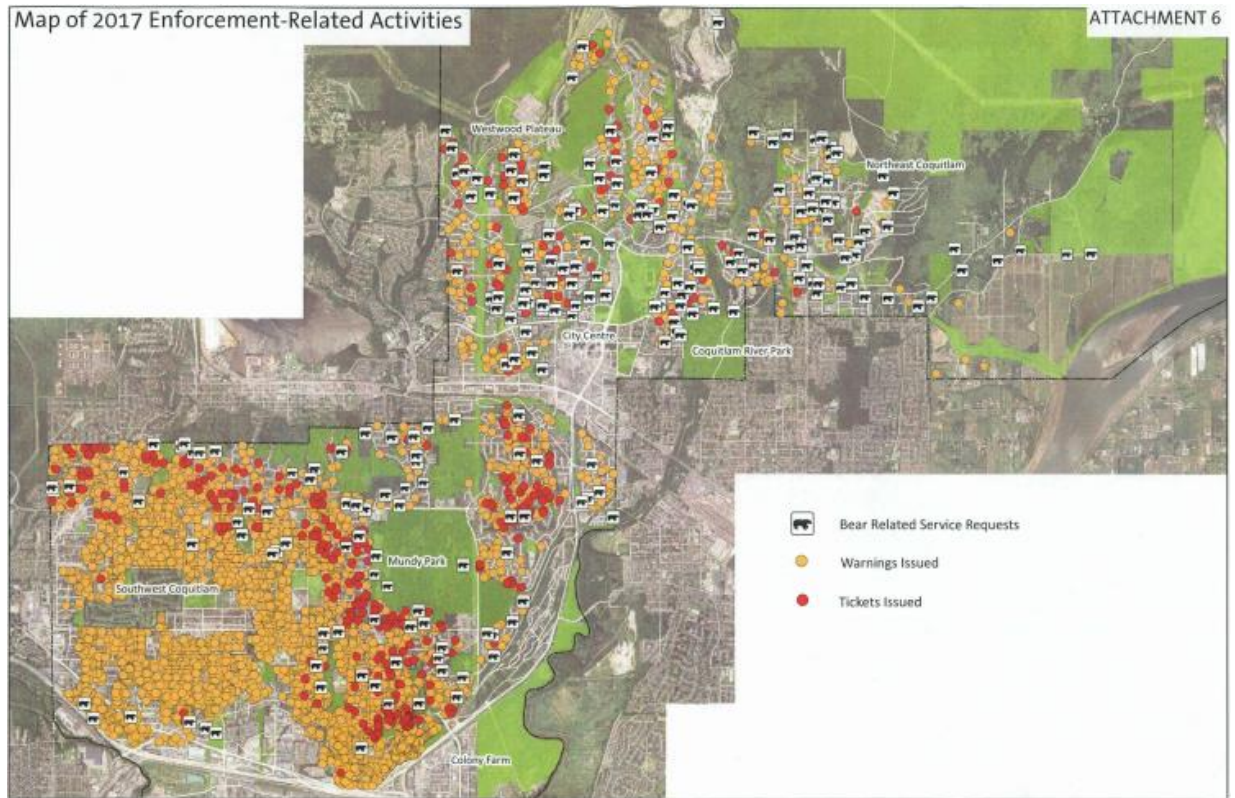 Map of 2017 Enforcement-Related Activities
ATTACHMENT 6
Westwood Plateau
Northeast Coquitlam
City Centre
Coquitlam River Park
Bear Related Service Requests
Warnings Issued
Mundy Park
Southwest Coquitlam
Tickets Issued
Colony Farm